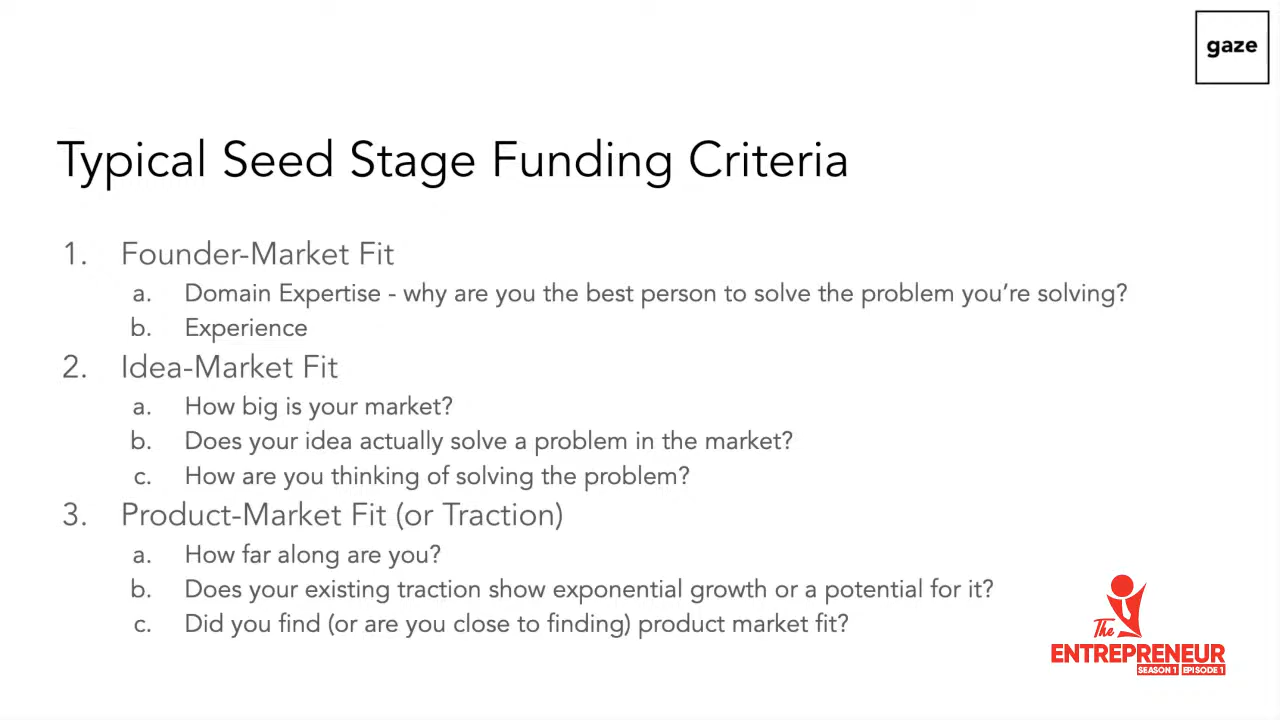 gaze
Typical Seed Stage Funding Criteria
1. Founder-Market Fit
a. Domain Expertise - why are you the best person to solve the problem you’re solving?
b. Experience
2. Idea-Market Fit
a. How big is your market?
b. Does your idea actually solve a problem in the market?
c. How are you thinking of solving the problem?
3. Product-Market Fit (or Traction)
a. How far along are you?
b. Does your existing traction show exponential growth or a potential for it?
c. Did you find (or are you close to finding) product market fit?
The
ENTREPRENEUR
SEASON 1 EPISODE 1